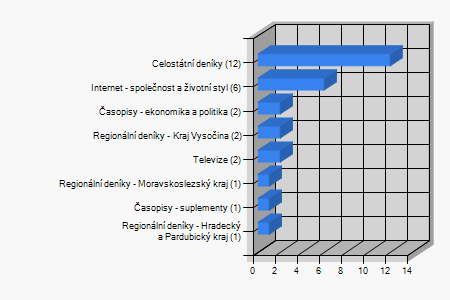 Celostátní deníky (12)
Internet - společnost a životní styl (6)
Časopisy - ekonomika a politika (2)
Regionální deníky - Kraj Vysočina (2)
Televize (2)
Regionální deníky - Moravskoslezský kraj (1)
Časopisy - suplementy (1)
Regionální deníky - Hradecký
a Pardubický kraj (1)
0 2 4 6 8 10 12 14